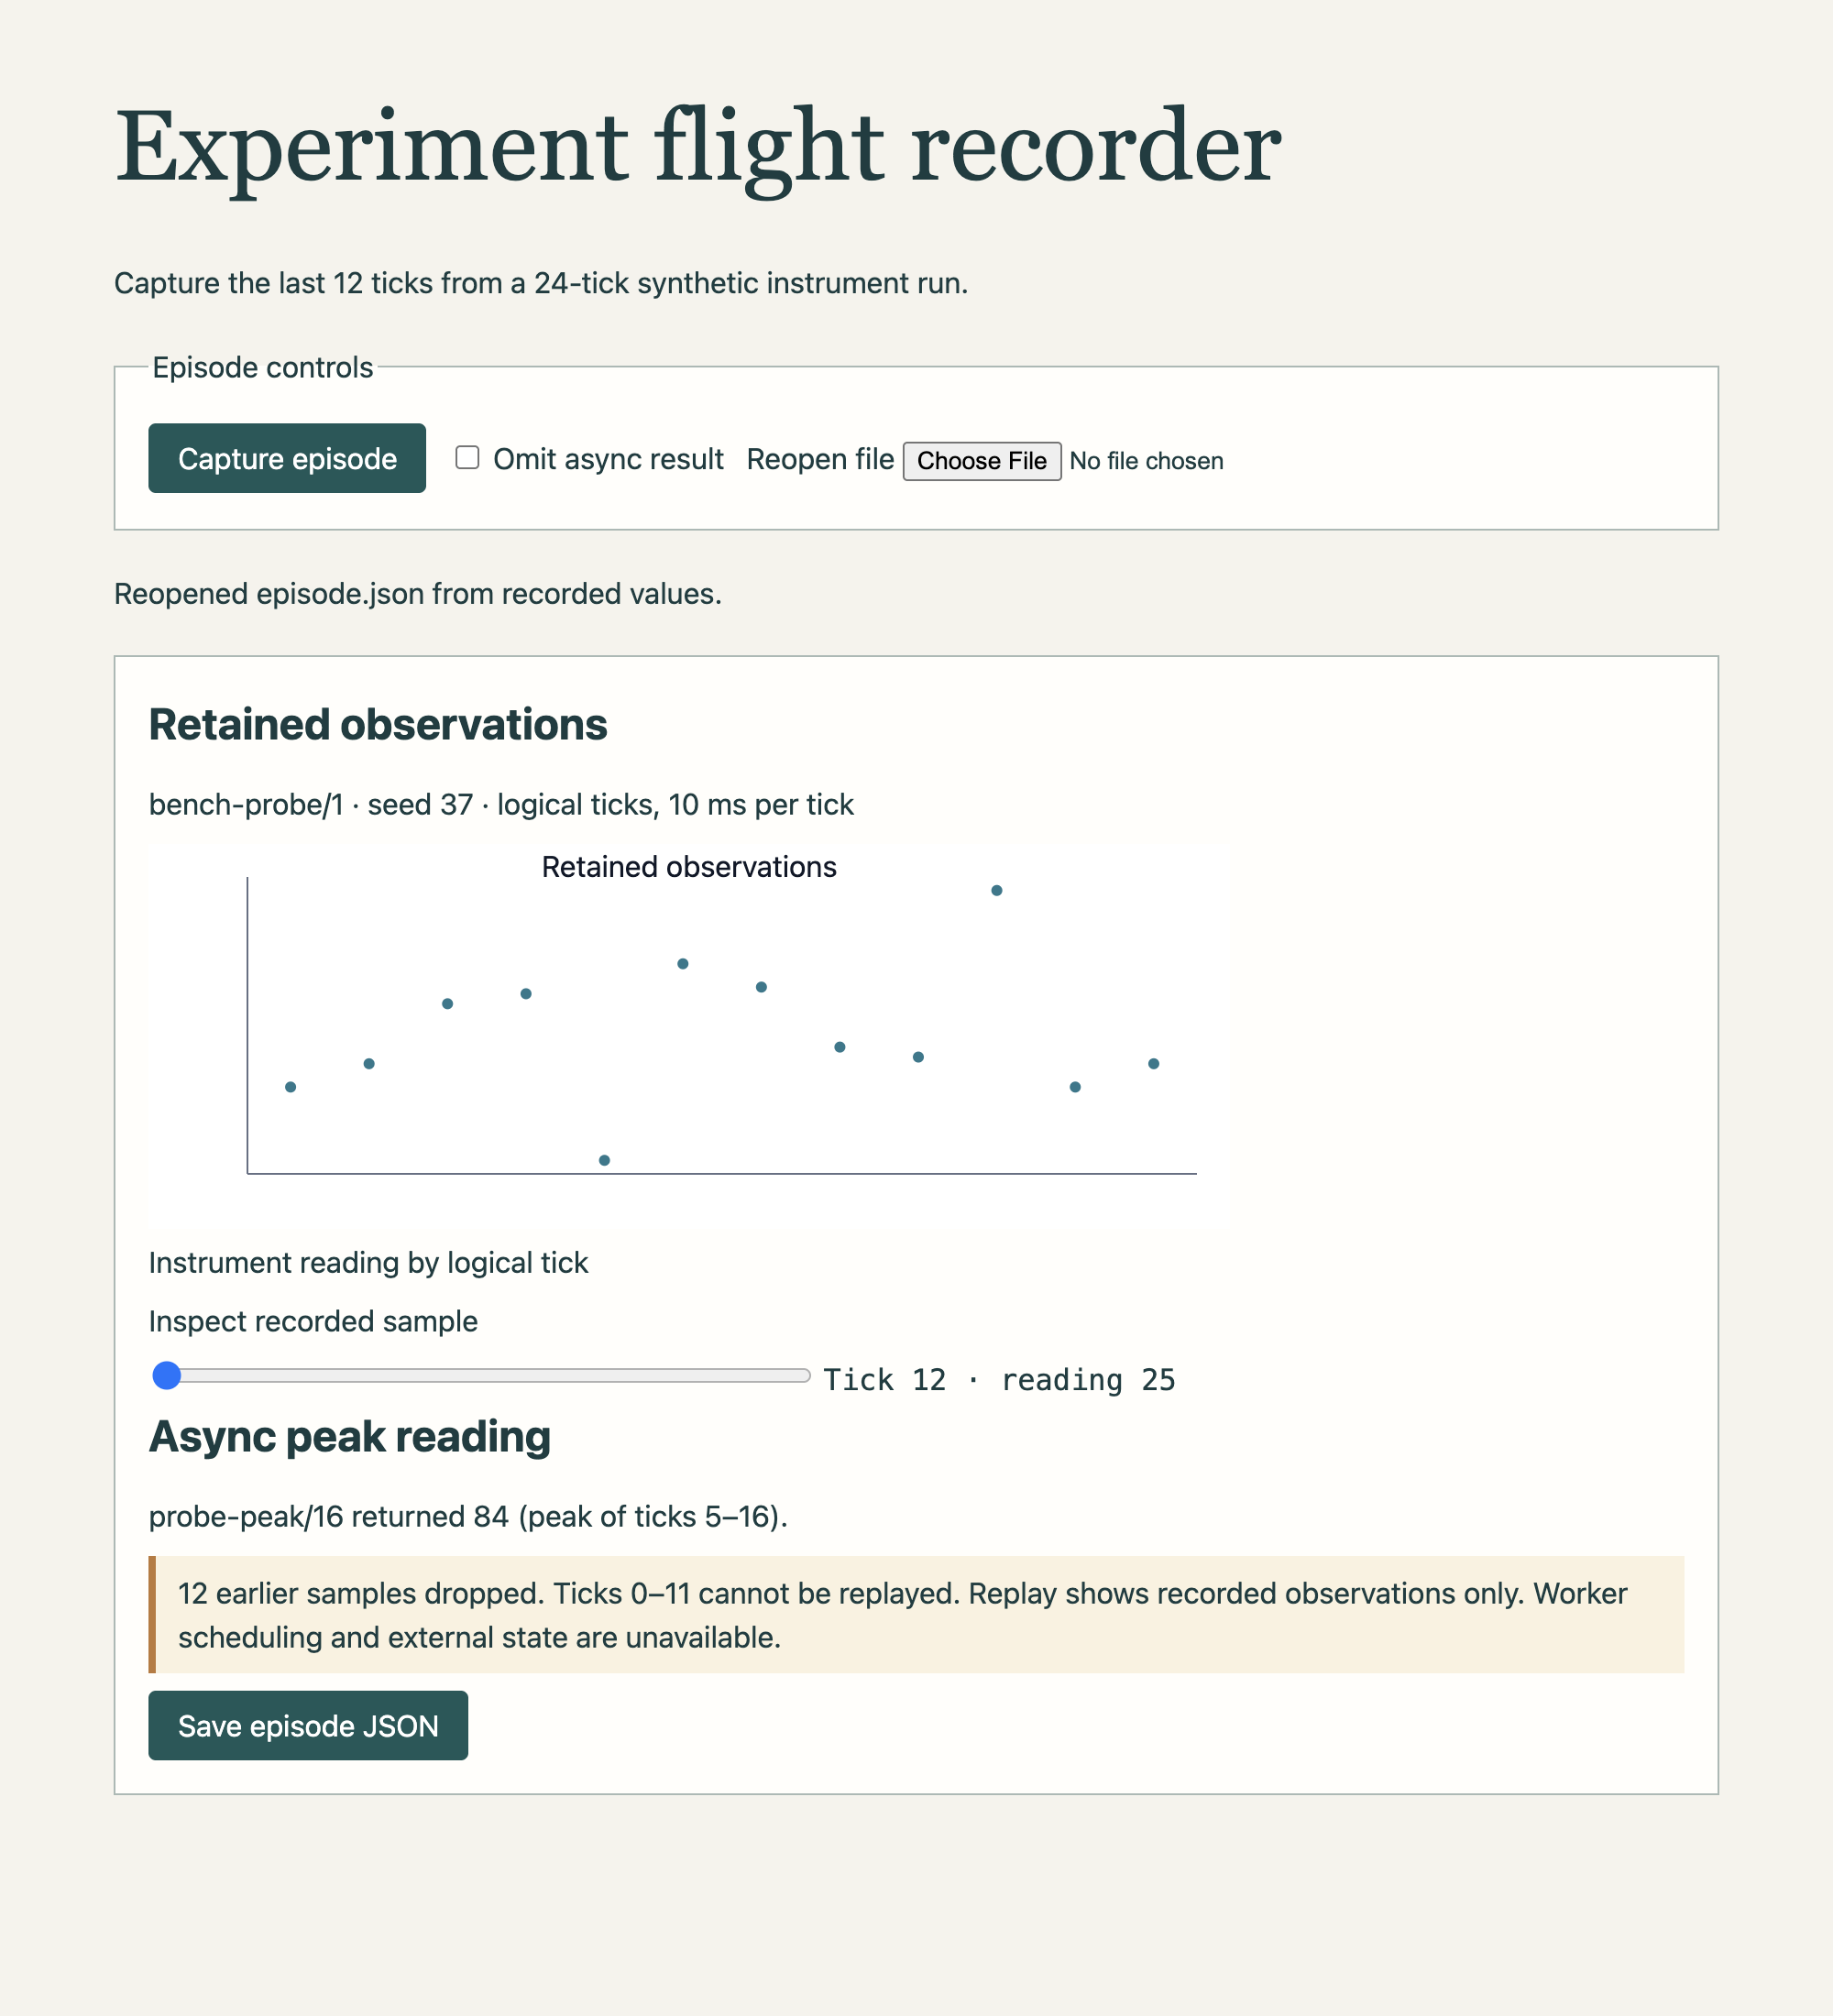 Experiment flight recorder
Capture the last 12 ticks from a 24-tick synthetic instrument run.
Episode controls
Capture episode Omit async result Reopen file Choose File No file chosen
Reopened episode.json from recorded values.
Retained observations
bench-probe/1 · seed 37 · logical ticks, 10 ms per tick
Retained observations
Instrument reading by logical tick
Inspect recorded sample
Tick 12 · reading 25
Async peak reading
probe-peak/16 returned 84 (peak of ticks 5–16).
12 earlier samples dropped. Ticks 0–11 cannot be replayed. Replay shows recorded observations only. Worker
scheduling and external state are unavailable.
Save episode JSON